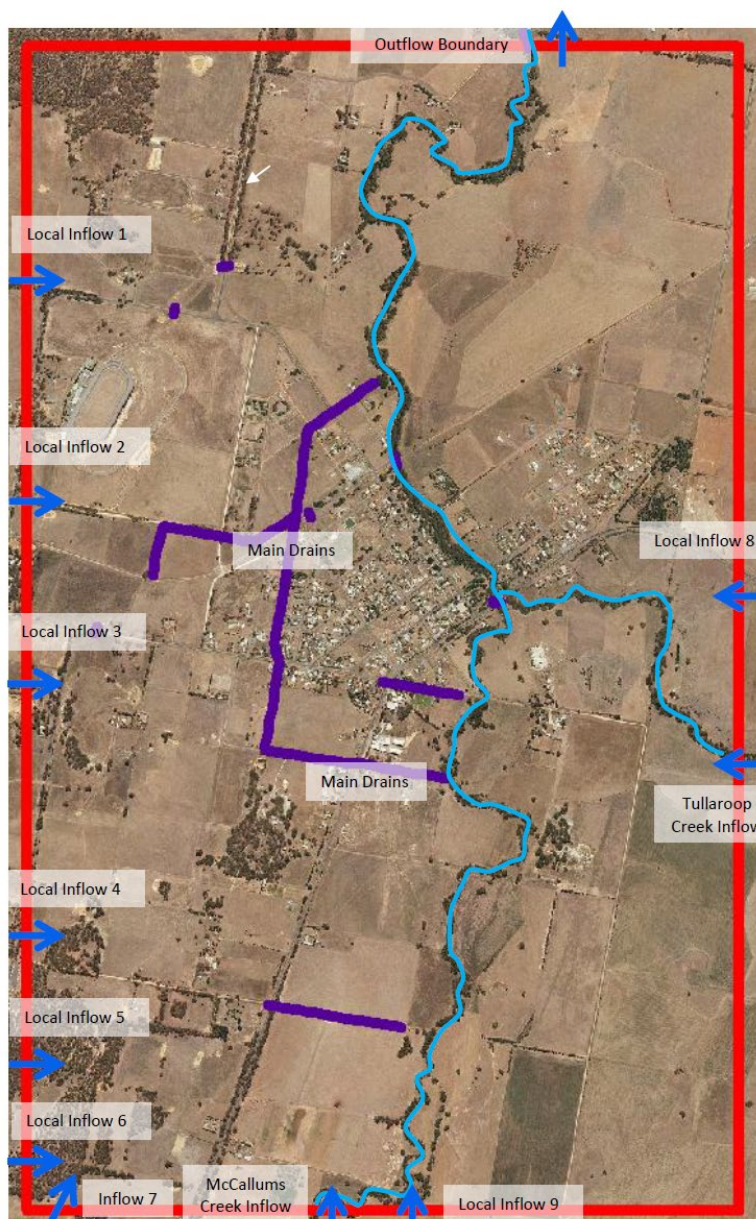 Outflow Boundary
Local Inflow 1
Local Inflow 2
Main Drains
Local Inflow 8
Local Inflow 3
Main Drains
Tullaroop
Creek Inflow
Local Inflow 4
Local Inflow 5
Local Inflow 6
Inflow 7
McCallums
Creek Inflow
Local Inflow 9